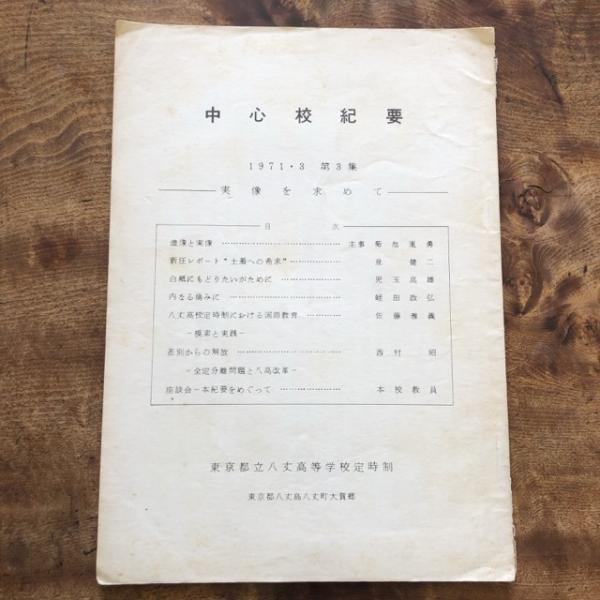 中心校紀要
1971・3 第3集
実像を求めて
目次
虚像と実像 主事 菊池重勇
新任レポート"土着への希求" 泉健二
白紙にもどりたいがために 児玉高雄
内なる痛みに 蛭田政弘
八丈高校定時制における国語教育 佐藤雅義
-模索と実践-
差別からの解放 西村昭
-全定分離問題と八高改革-
座談会-本紀要をめぐって 本校教員
東京都立八丈高等学校定時制
東京都八丈島八丈町大賀郷